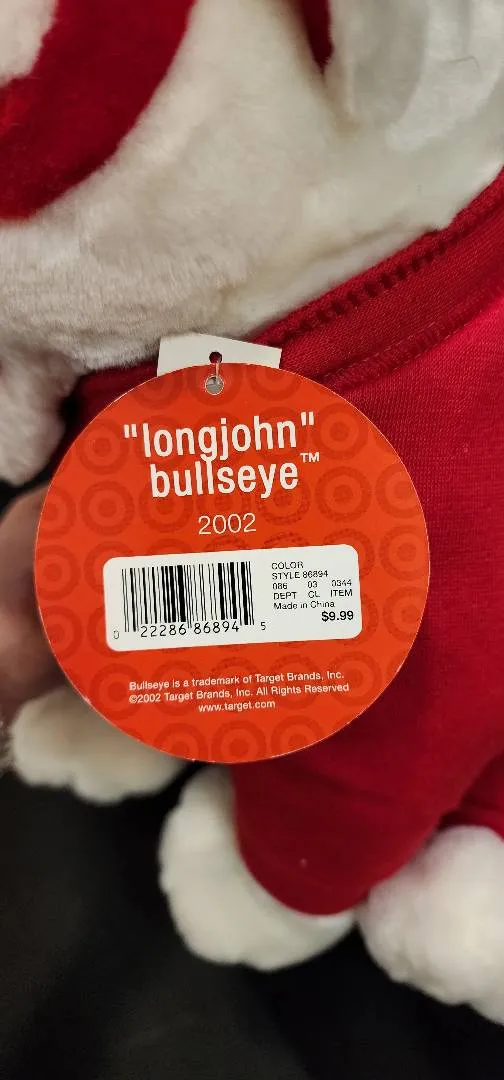 "longjohn"
bullseye™
2002
COLOR
STYLE 86894
086 03 0344
DEPT CL ITEM
Made in China
$9.99
0 22286 86894 5
Bullseye is a trademark of Target Brands, Inc.
©2002 Target Brands, Inc. All Rights Reserved
www.target.com